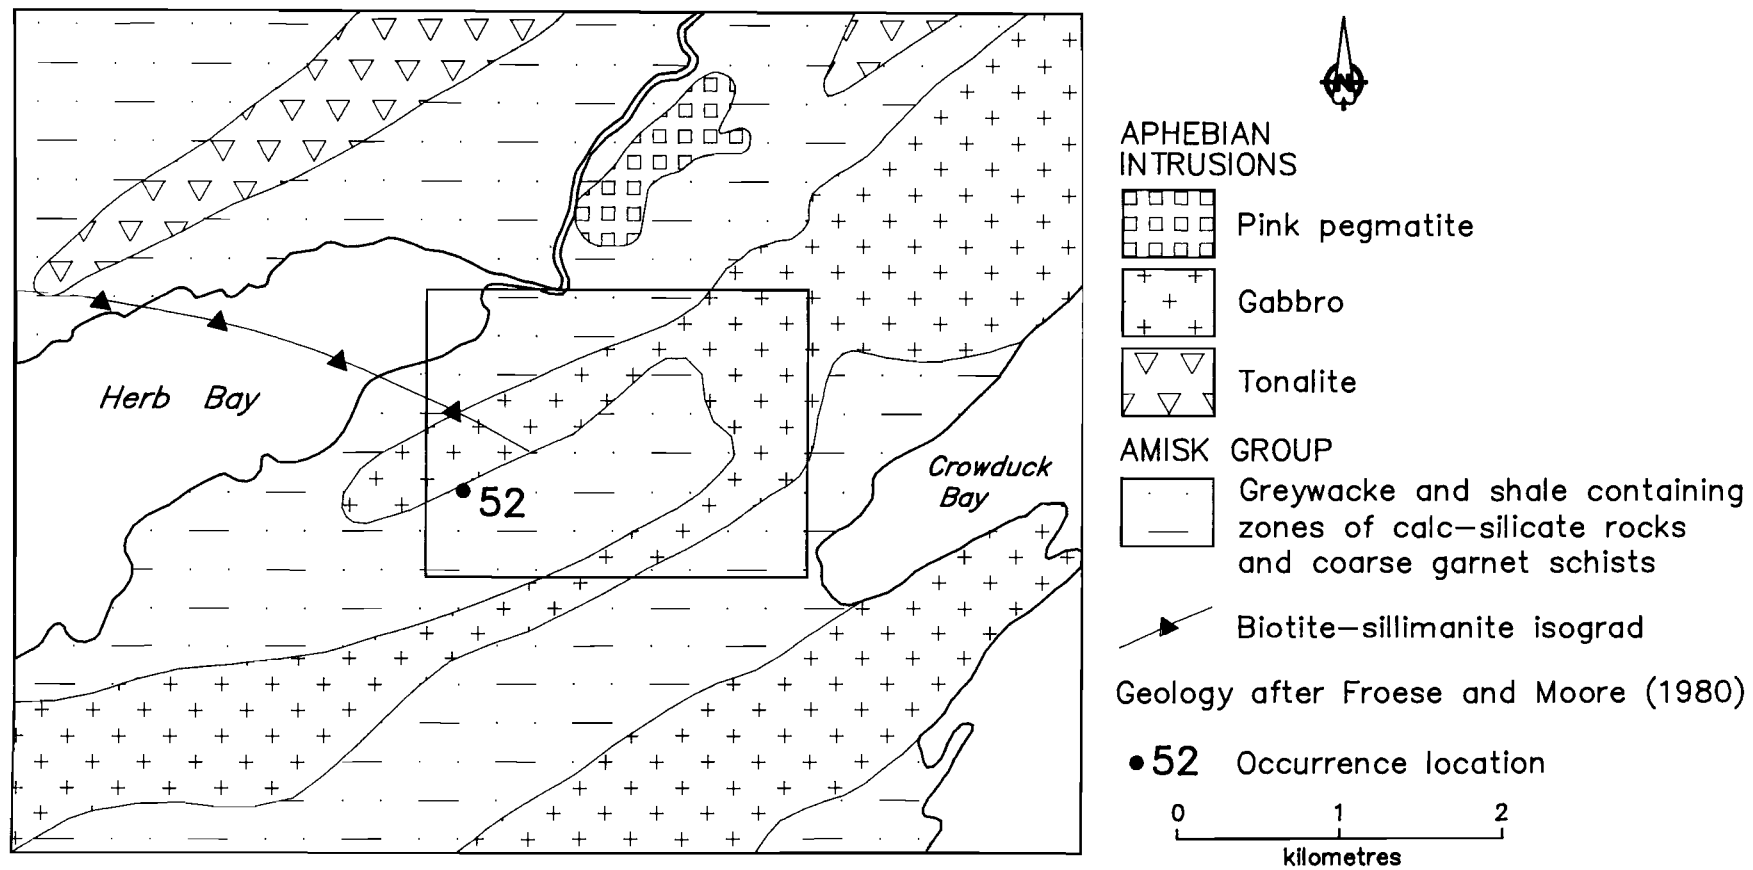 Herb Bay
52
Crowduck
Bay
N
APHEBIAN
INTRUSIONS
Pink pegmatite
Gabbro
Tonalite
AMISK GROUP
Greywacke and shale containing
zones of calc-silicate rocks
and coarse garnet schists
Biotite-sillimanite isograd
Geology after Froese and Moore (1980)
52 Occurrence location
0 1 2
kilometres